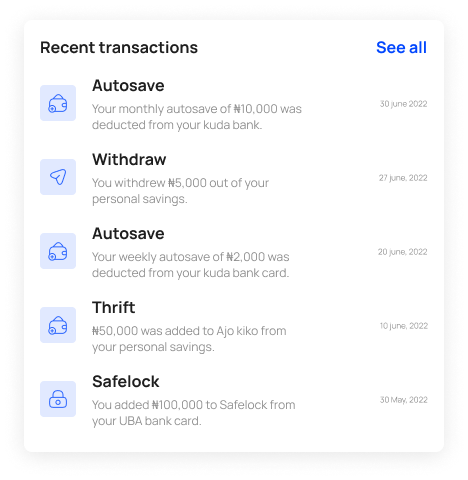 Recent transactions See all
Autosave
Your monthly autosave of ₦10,000 was
deducted from your kuda bank.
30 june 2022
Withdraw
You withdrew ₦5,000 out of your
personal savings.
27 june, 2022
Autosave
Your weekly autosave of ₦2,000 was
deducted from your kuda bank card.
20 june, 2022
Thrift
₦50,000 was added to Ajo kiko from
your personal savings.
10 june, 2022
Safelock
You added ₦100,000 to Safelock from
your UBA bank card.
30 May, 2022